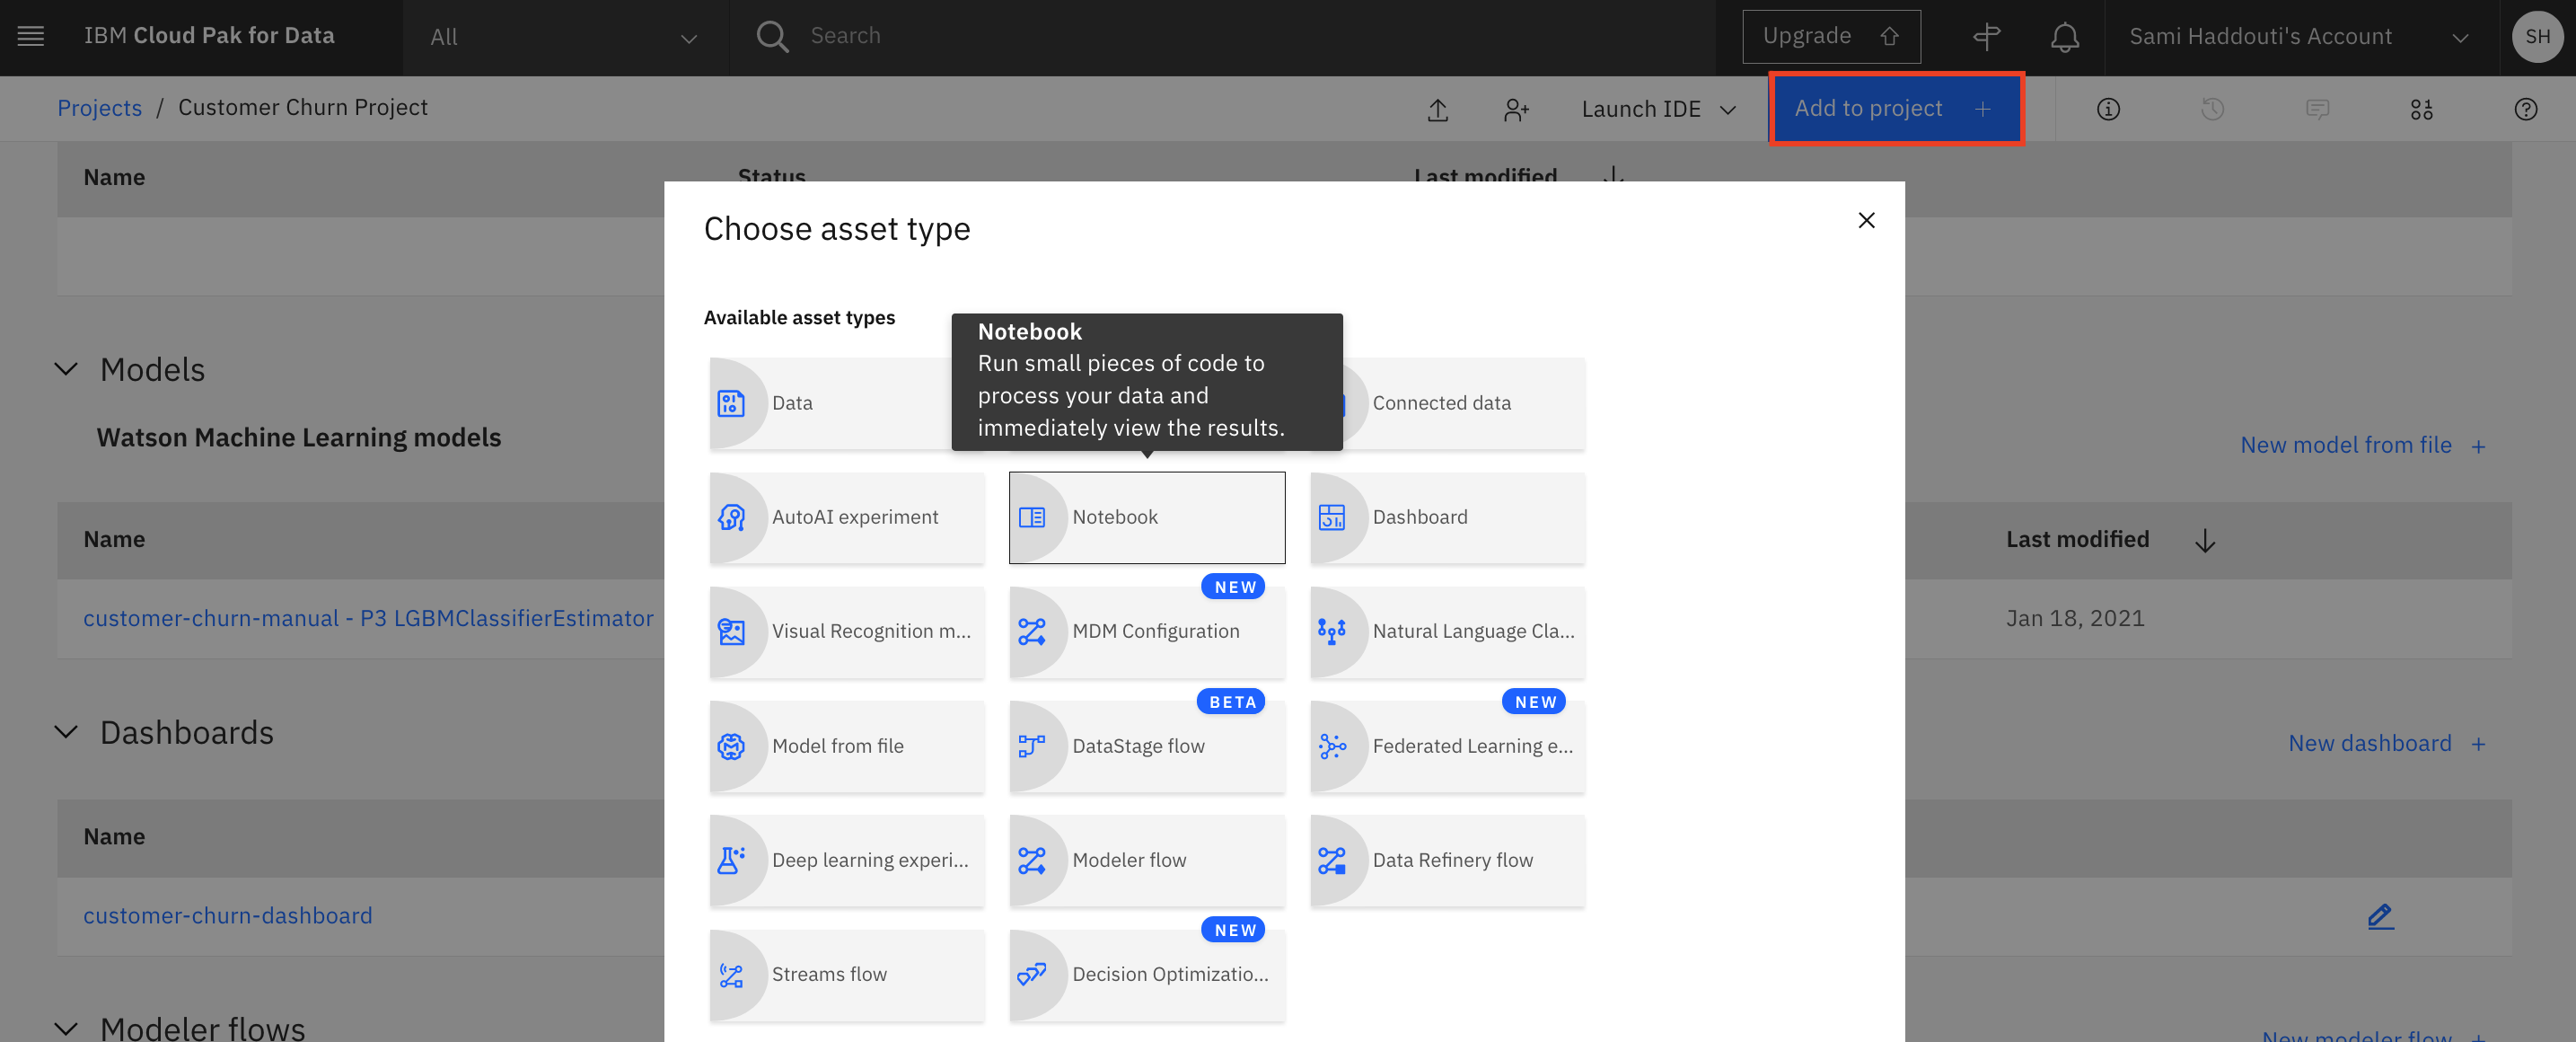 IBM Cloud Pak for Data
All
Search
Upgrade
Sami Haddouti's Account
SH
Projects / Customer Churn Project
Launch IDE
Add to project +
Name
Status
Last modified
Choose asset type
Available asset types
Notebook
Run small pieces of code to
process your data and
immediately view the results.
Data
Connected data
Models
Watson Machine Learning models
New model from file +
AutoAI experiment
Notebook
Dashboard
Name
Last modified
NEW
customer-churn-manual - P3 LGBMClassifierEstimator
Jan 18, 2021
Visual Recognition m...
MDM Configuration
Natural Language Cla...
BETA
NEW
Dashboards
New dashboard +
Model from file
DataStage flow
Federated Learning e...
Name
Deep learning experi...
Modeler flow
Data Refinery flow
NEW
customer-churn-dashboard
Streams flow
Decision Optimizatio...
Modeler flows
New modeler flow +